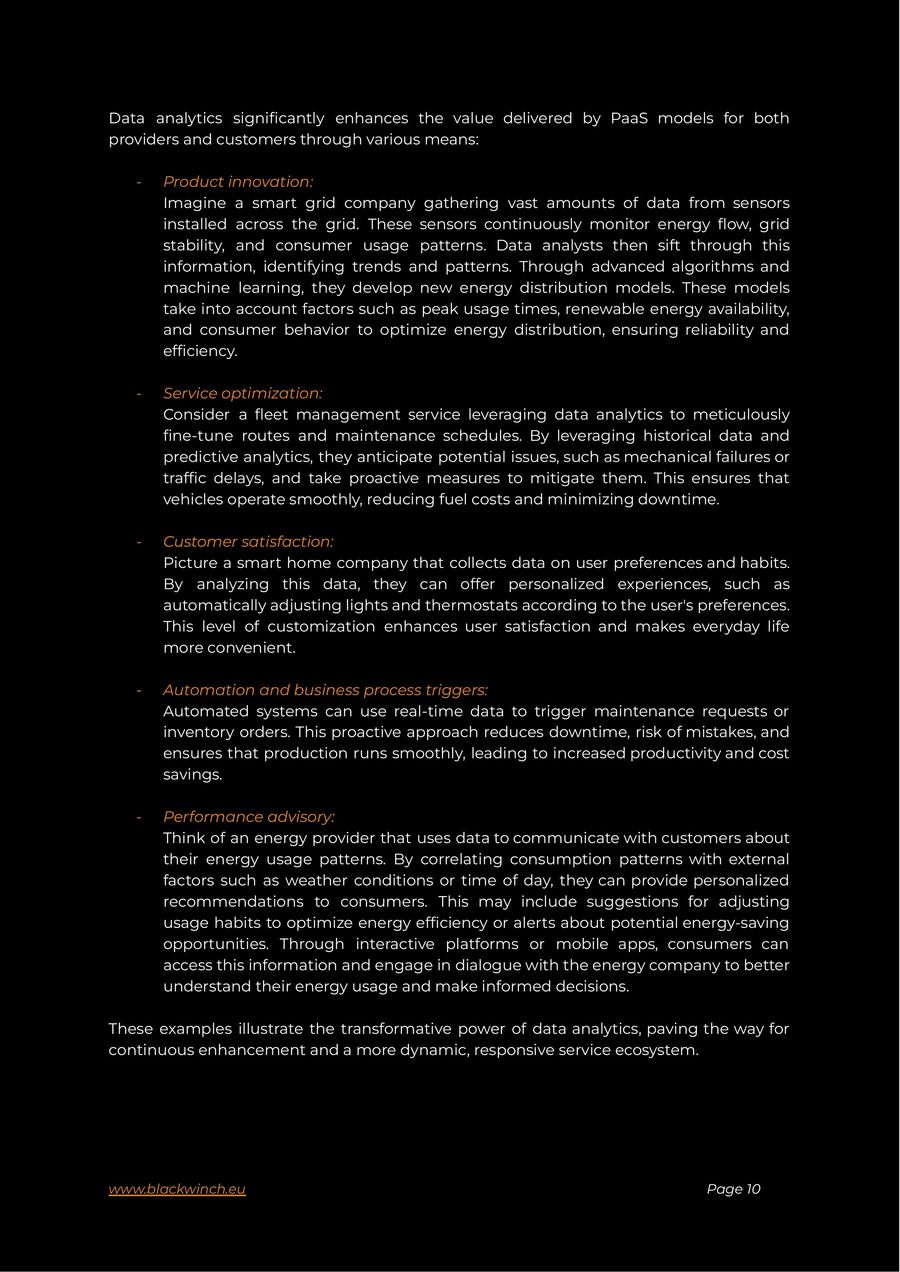 Data analytics significantly enhances the value delivered by PaaS models for both
providers and customers through various means:
- Product innovation:
Imagine a smart grid company gathering vast amounts of data from sensors
installed across the grid. These sensors continuously monitor energy flow, grid
stability, and consumer usage patterns. Data analysts then sift through this
information, identifying trends and patterns. Through advanced algorithms and
machine learning, they develop new energy distribution models. These models
take into account factors such as peak usage times, renewable energy availability,
and consumer behavior to optimize energy distribution, ensuring reliability and
efficiency.
- Service optimization:
Consider a fleet management service leveraging data analytics to meticulously
fine-tune routes and maintenance schedules. By leveraging historical data and
predictive analytics, they anticipate potential issues, such as mechanical failures or
traffic delays, and take proactive measures to mitigate them. This ensures that
vehicles operate smoothly, reducing fuel costs and minimizing downtime.
- Customer satisfaction:
Picture a smart home company that collects data on user preferences and habits.
By analyzing this data, they can offer personalized experiences, such as
automatically adjusting lights and thermostats according to the user's preferences.
This level of customization enhances user satisfaction and makes everyday life
more convenient.
- Automation and business process triggers:
Automated systems can use real-time data to trigger maintenance requests or
inventory orders. This proactive approach reduces downtime, risk of mistakes, and
ensures that production runs smoothly, leading to increased productivity and cost
savings.
- Performance advisory:
Think of an energy provider that uses data to communicate with customers about
their energy usage patterns. By correlating consumption patterns with external
factors such as weather conditions or time of day, they can provide personalized
recommendations to consumers. This may include suggestions for adjusting
usage habits to optimize energy efficiency or alerts about potential energy-saving
opportunities. Through interactive platforms or mobile apps, consumers can
access this information and engage in dialogue with the energy company to better
understand their energy usage and make informed decisions.
These examples illustrate the transformative power of data analytics, paving the way for
continuous enhancement and a more dynamic, responsive service ecosystem.
www.blackwinch.eu Page 10